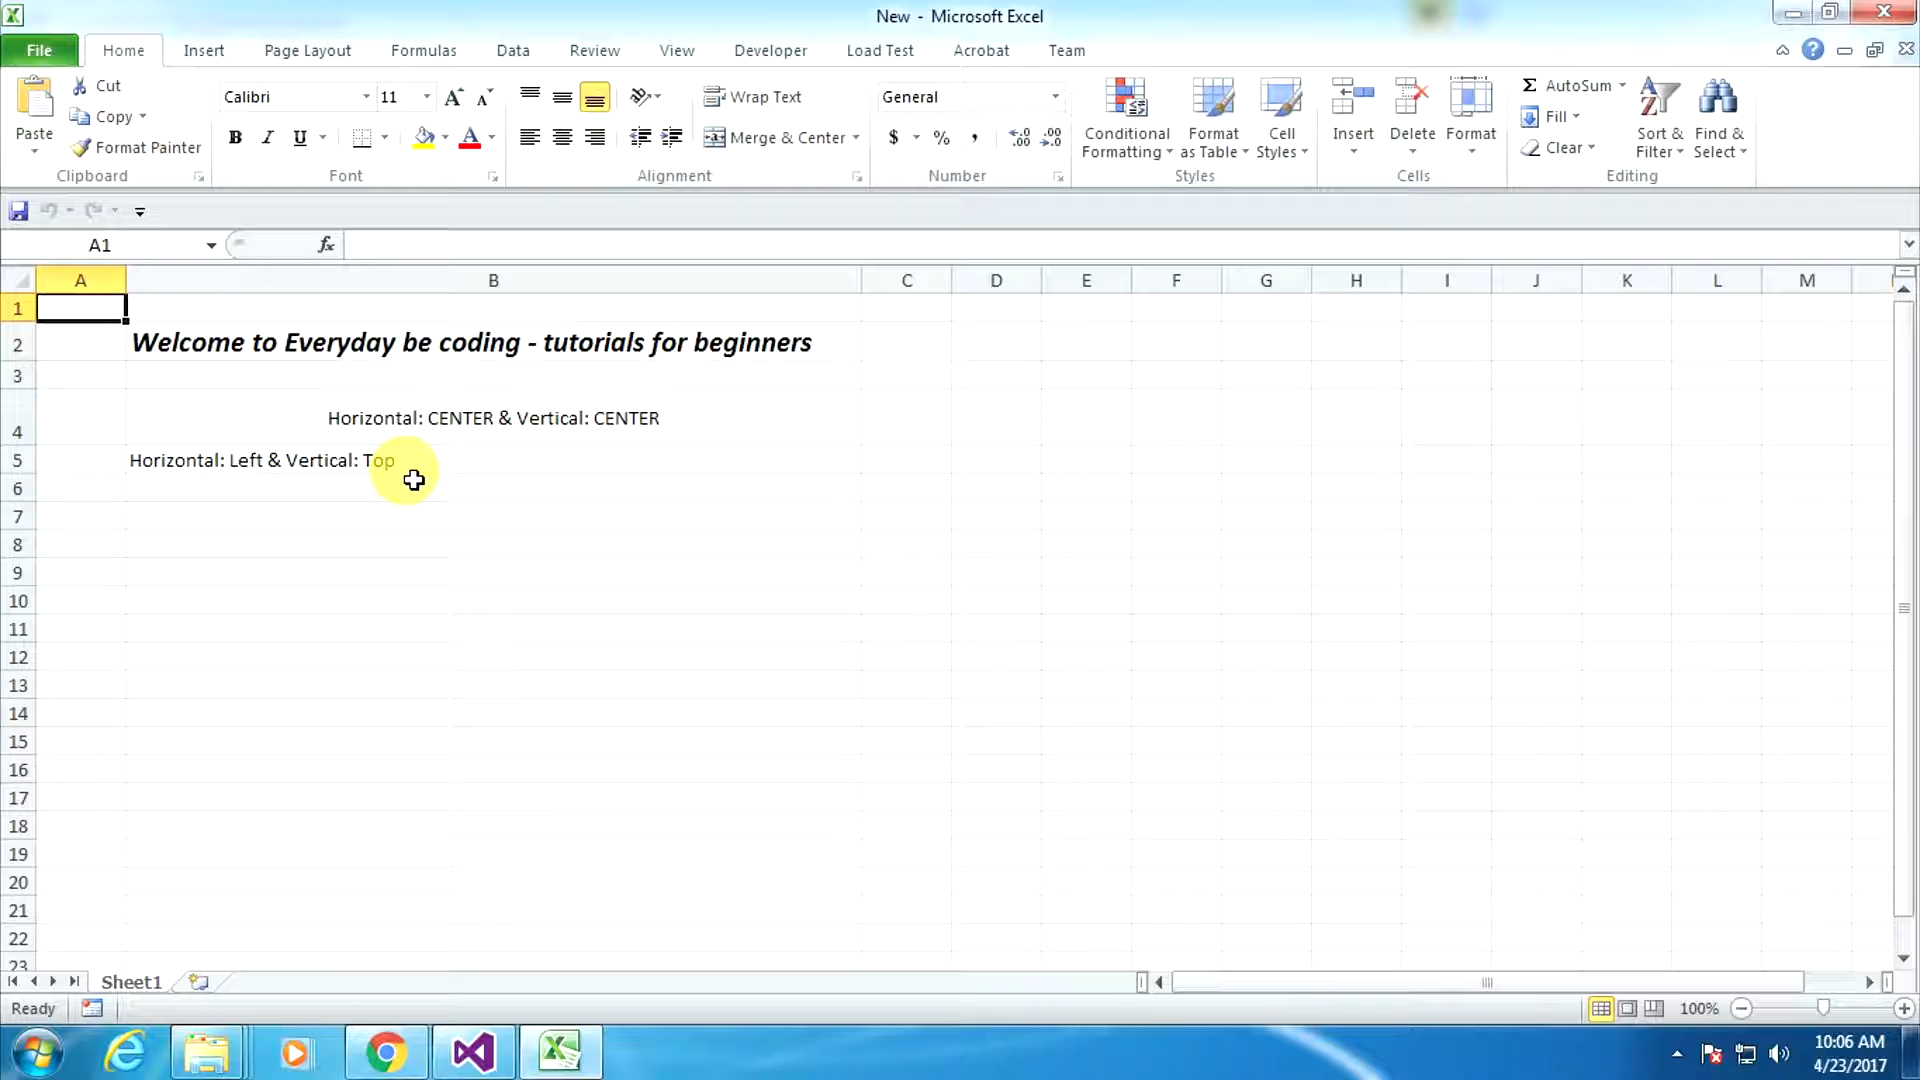 New - Microsoft Excel
File Home Insert Page Layout Formulas Data Review View Developer Load Test Acrobat Team
Paste
Cut
Copy
Format Painter
Clipboard
Calibri 11
B I U A
Font
Wrap Text
Merge & Center
Alignment
General
$ % ,
Number
Conditional Formatting
Format as Table
Cell Styles
Styles
Insert Delete Format
Cells
Σ AutoSum
Fill
Clear
Sort & Filter
Find & Select
Editing
A1 fx
A B C D E F G H I J K L M
1
2 Welcome to Everyday be coding - tutorials for beginners
3
4 Horizontal: CENTER & Vertical: CENTER
5 Horizontal: Left & Vertical: Top
6
7
8
9
10
11
12
13
14
15
16
17
18
19
20
21
22
23
Sheet1
Ready 100%
10:06 AM
4/23/2017